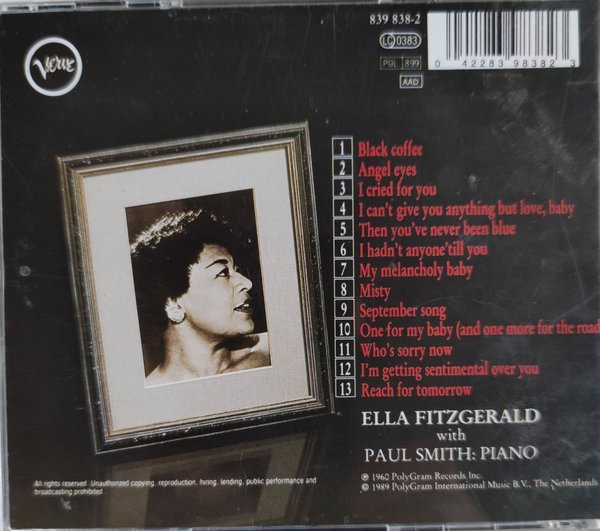 Verve
839 838-2
LC 0383
PGL 899
AAD
0 42283 98382 3
1 Black coffee
2 Angel eyes
3 I cried for you
4 I can't give you anything but love, baby
5 Then you've never been blue
6 I hadn't anyone 'till you
7 My melancholy baby
8 Misty
9 September song
10 One for my baby (and one more for the road
11 Who's sorry now
12 I'm getting sentimental over you
13 Reach for tomorrow
ELLA FITZGERALD
with
PAUL SMITH: PIANO
℗ 1960 PolyGram Records Inc.
© 1989 PolyGram International Music B.V., The Netherlands
All rights reserved. Unauthorized copying, reproduction, hiring, lending, public performance and
broadcasting prohibited